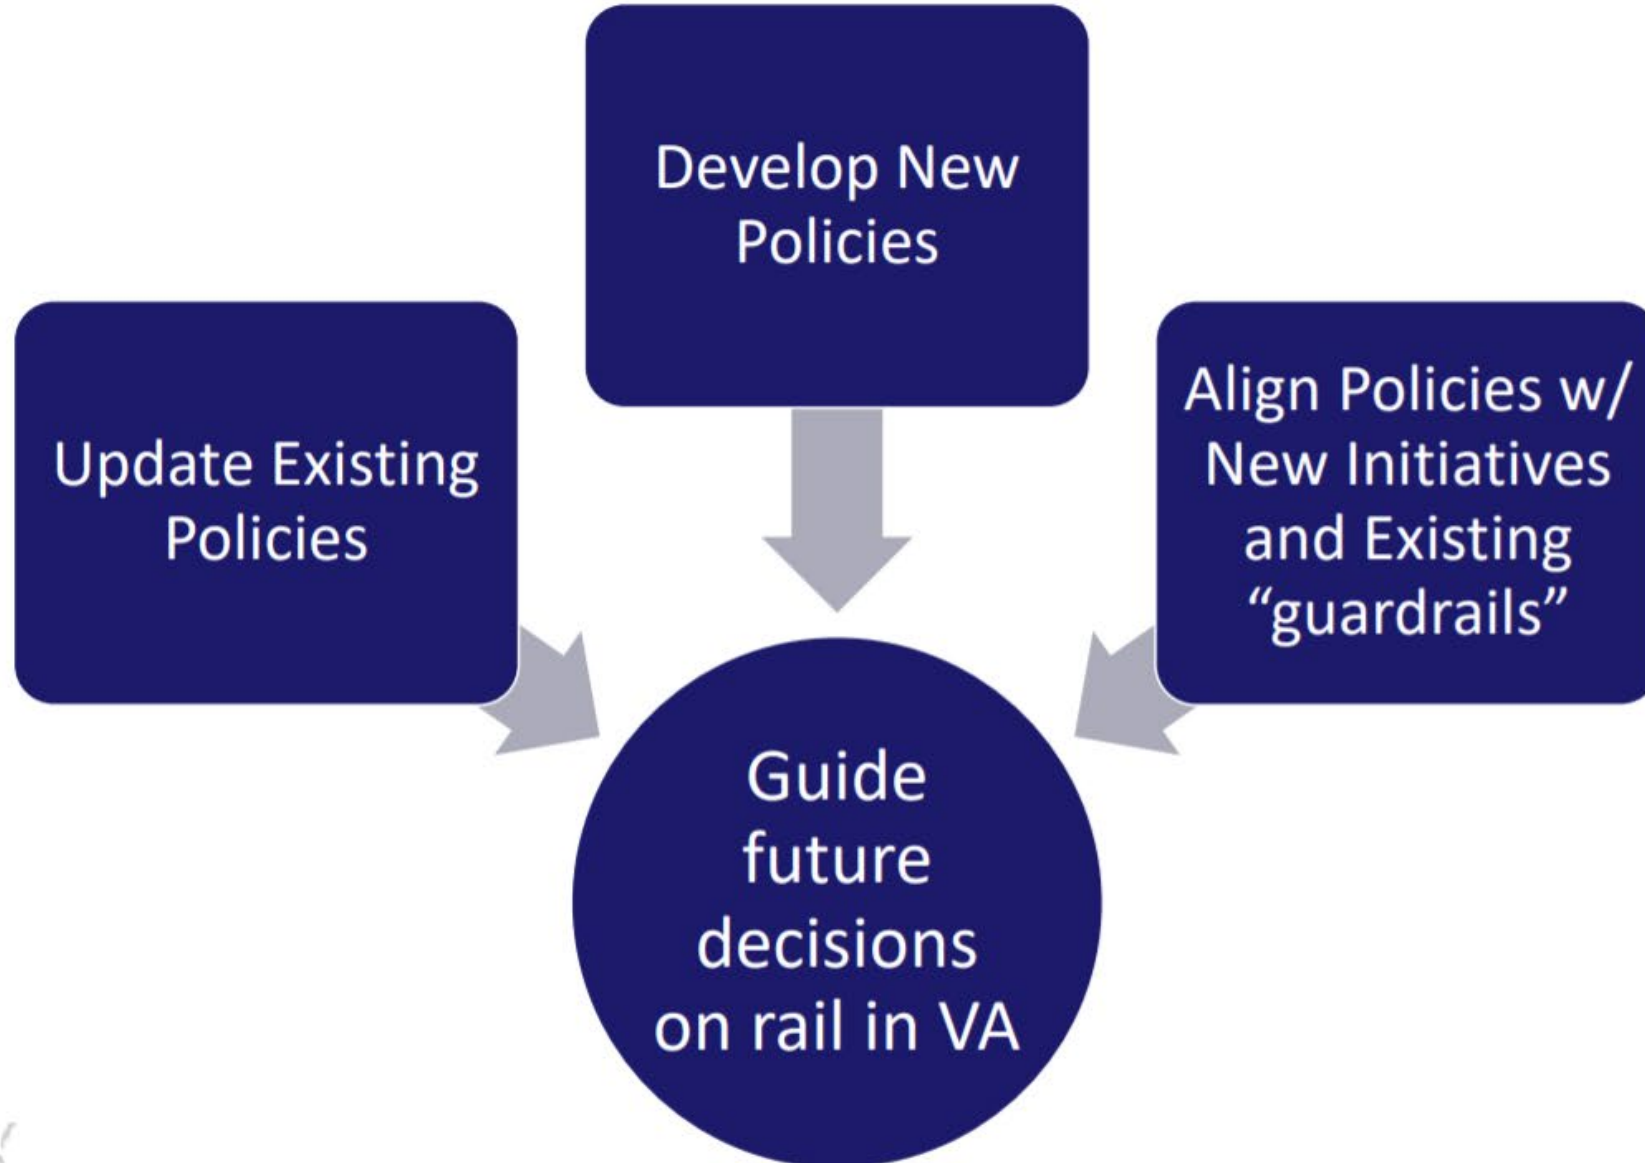 Develop New
Policies
Update Existing
Policies
Align Policies w/
New Initiatives
and Existing
“guardrails”
Guide
future
decisions
on rail in VA